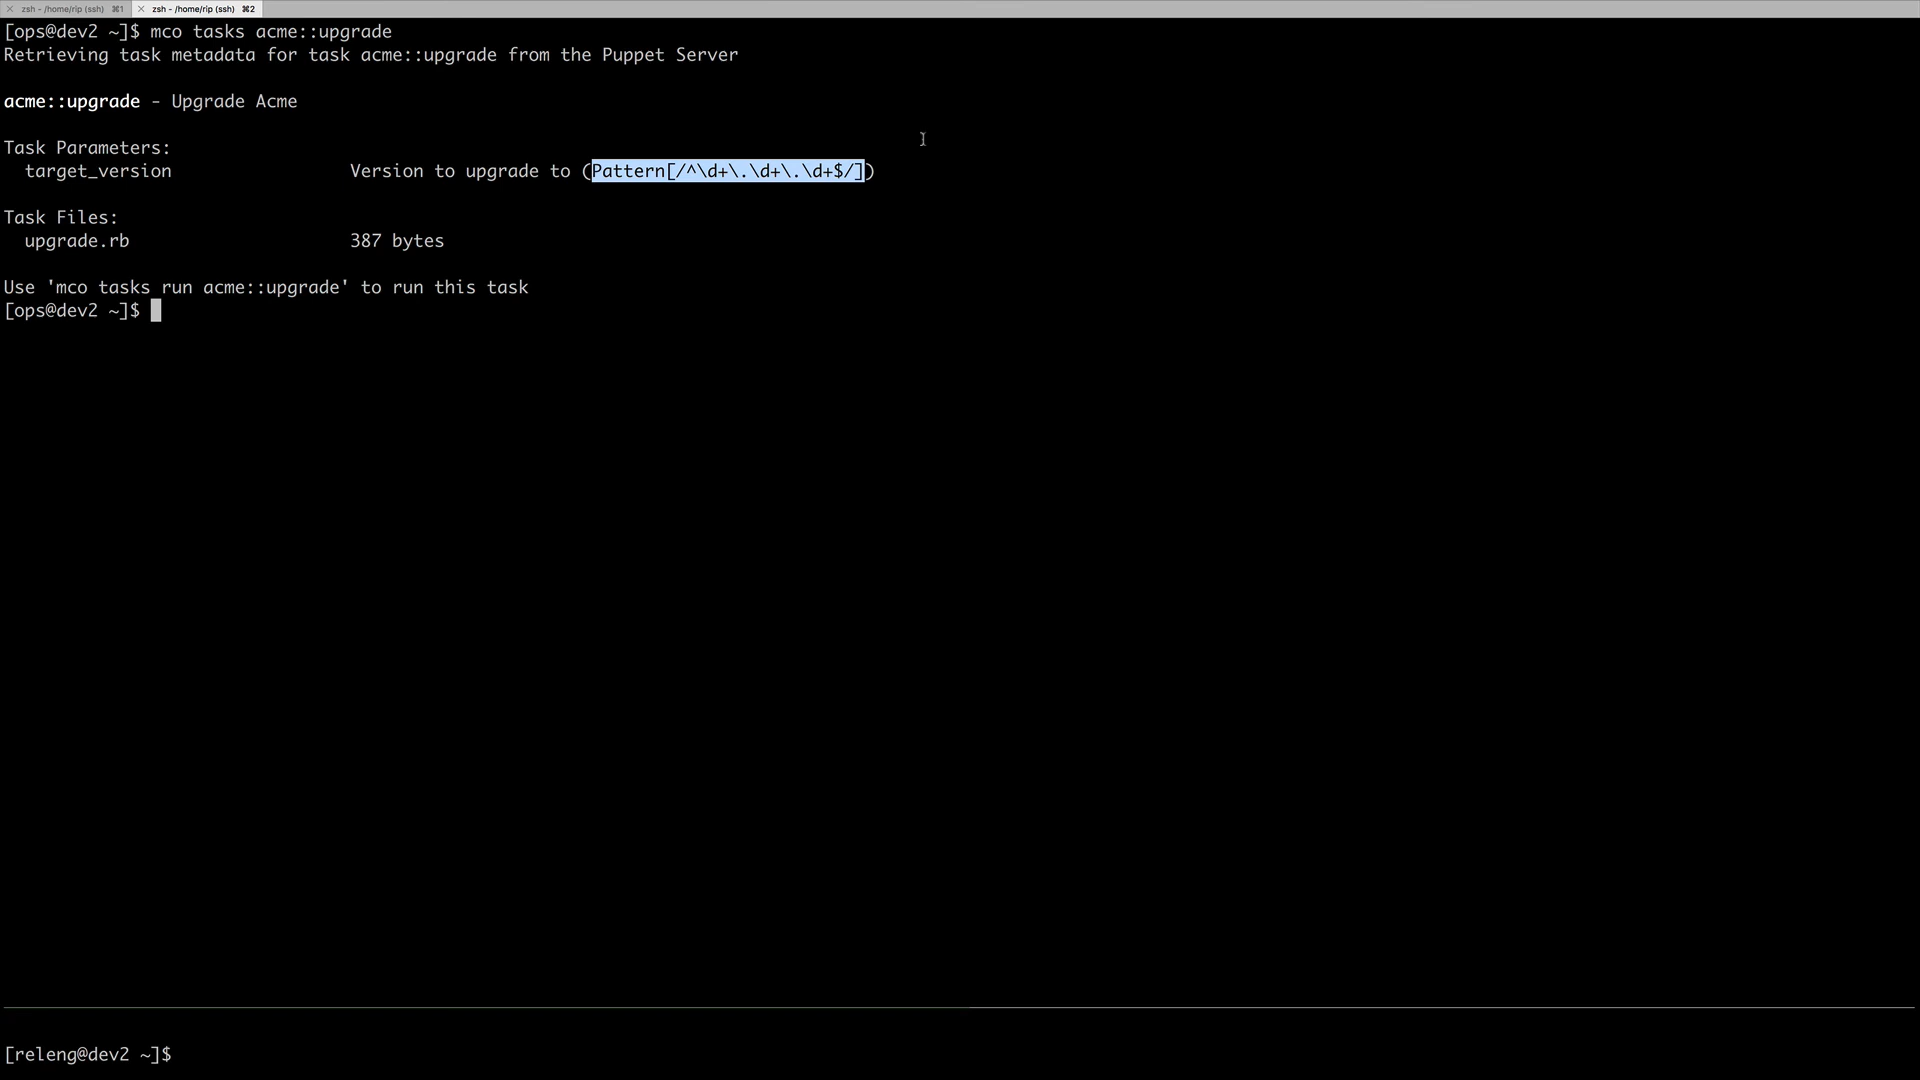 zsh - /home/rip (ssh) ⌘1 zsh - /home/rip (ssh) ⌘2
[ops@dev2 ~]$ mco tasks acme::upgrade
Retrieving task metadata for task acme::upgrade from the Puppet Server
acme::upgrade - Upgrade Acme
Task Parameters:
target_version Version to upgrade to (Pattern[/^\d+\.\d+\.\d+$/])
Task Files:
upgrade.rb 387 bytes
Use 'mco tasks run acme::upgrade' to run this task
[ops@dev2 ~]$
[releng@dev2 ~]$